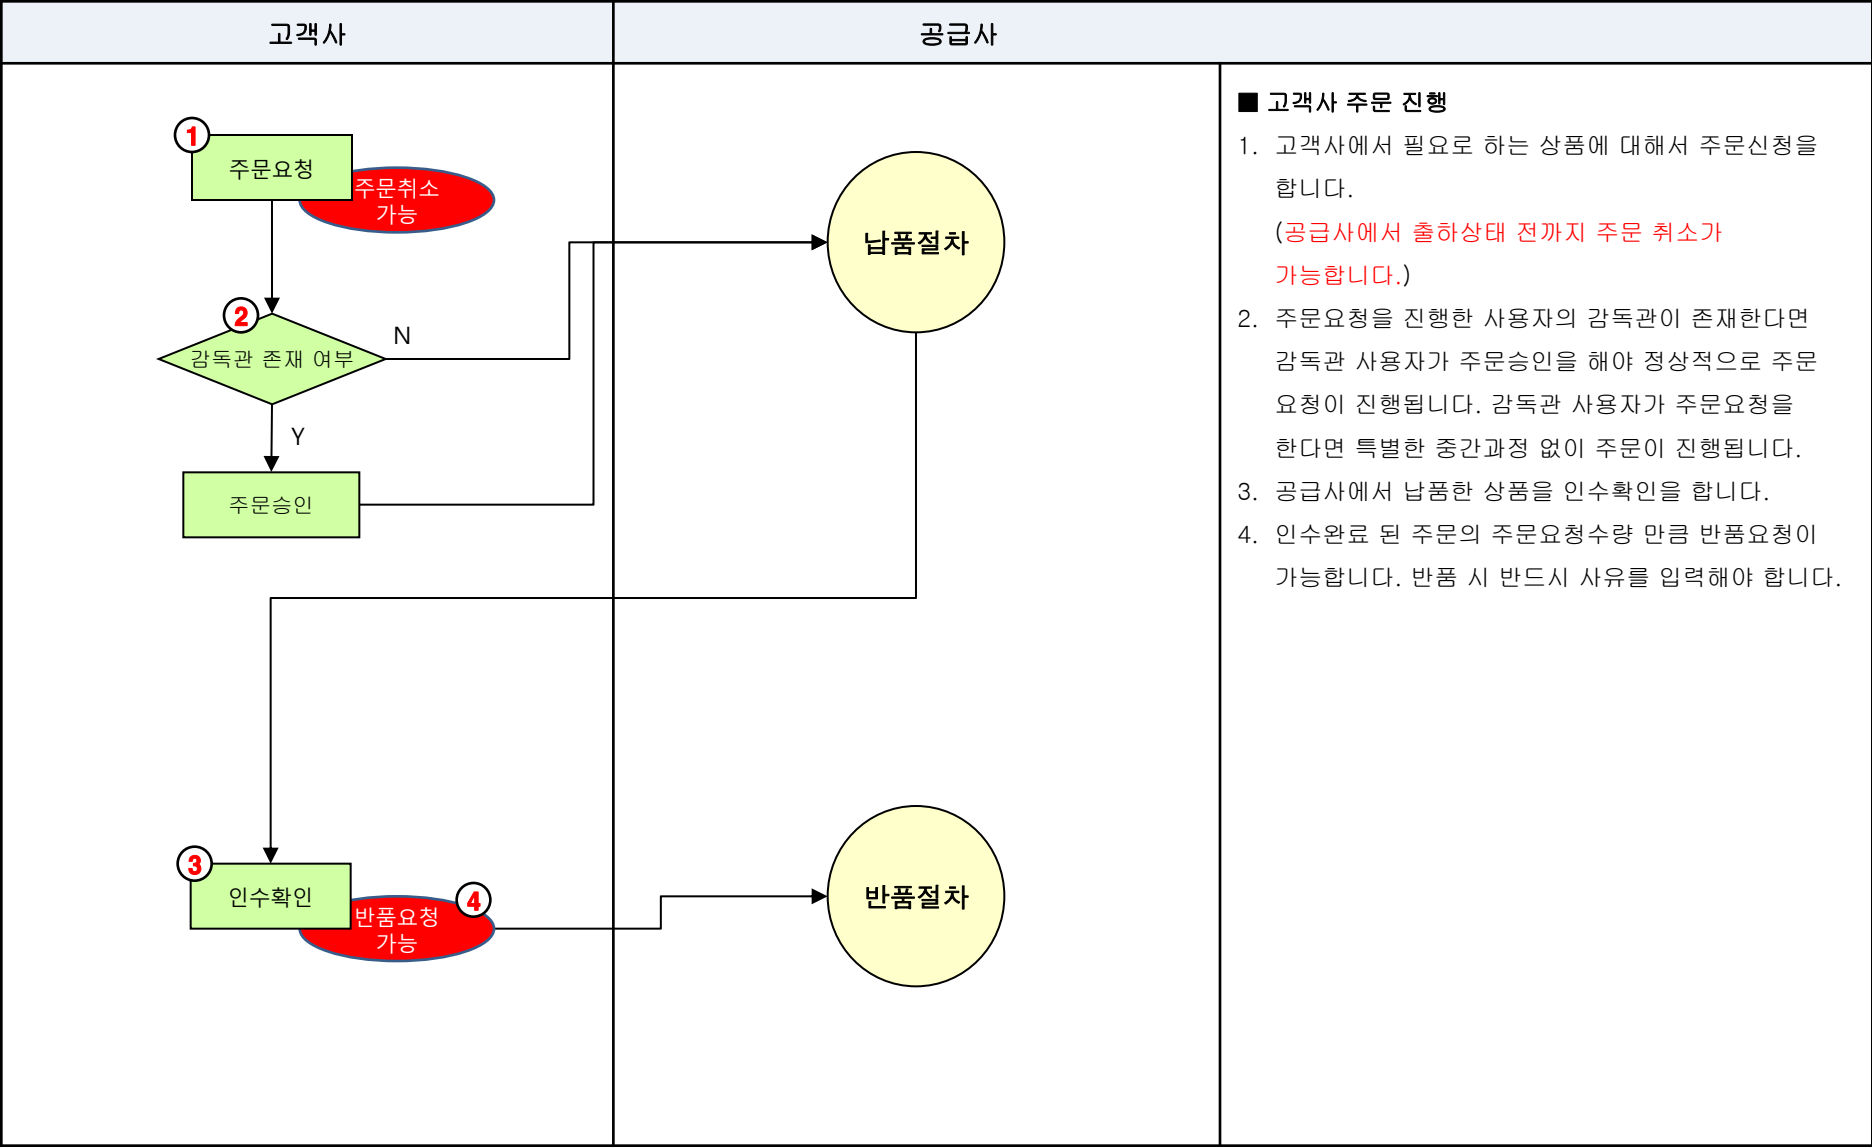 고객사
공급사
1
주문요청
주문취소
가능
2
감독관 존재 여부
N
Y
주문승인
납품절차
3
인수확인
4
반품요청
가능
반품절차
■ 고객사 주문 진행
1. 고객사에서 필요로 하는 상품에 대해서 주문신청을
합니다.
(공급사에서 출하상태 전까지 주문 취소가
가능합니다.)
2. 주문요청을 진행한 사용자의 감독관이 존재한다면
감독관 사용자가 주문승인을 해야 정상적으로 주문
요청이 진행됩니다. 감독관 사용자가 주문요청을
한다면 특별한 중간과정 없이 주문이 진행됩니다.
3. 공급사에서 납품한 상품을 인수확인을 합니다.
4. 인수완료 된 주문의 주문요청수량 만큼 반품요청이
가능합니다. 반품 시 반드시 사유를 입력해야 합니다.